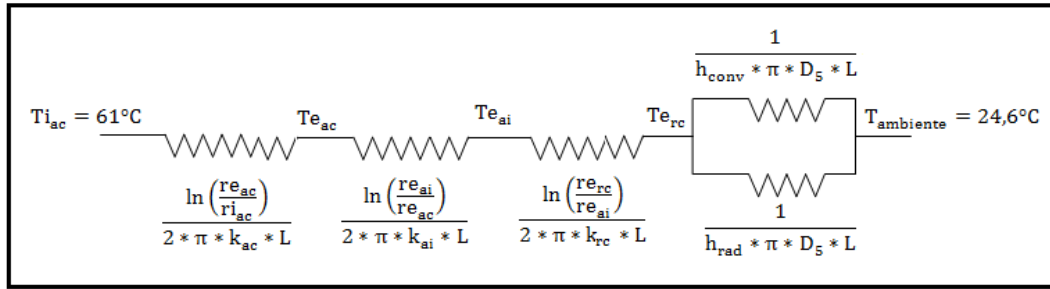 1
h_conv * π * D_5 * L
Ti_ac = 61°C
Te_ac
Te_ai
Te_rc
T_ambiente = 24,6°C
ln (re_ac / ri_ac)
2 * π * k_ac * L
ln (re_ai / re_ac)
2 * π * k_ai * L
ln (re_rc / re_ai)
2 * π * k_rc * L
1
h_rad * π * D_5 * L